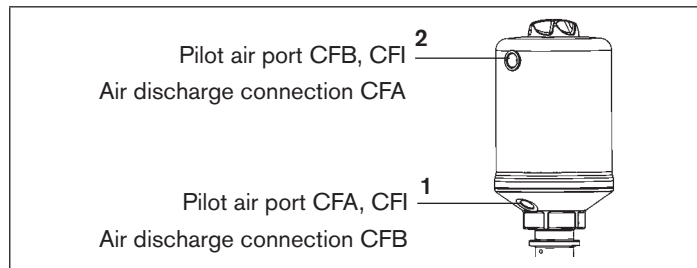 Pilot air port CFB, CFI 2
Air discharge connection CFA
Pilot air port CFA, CFI 1
Air discharge connection CFB